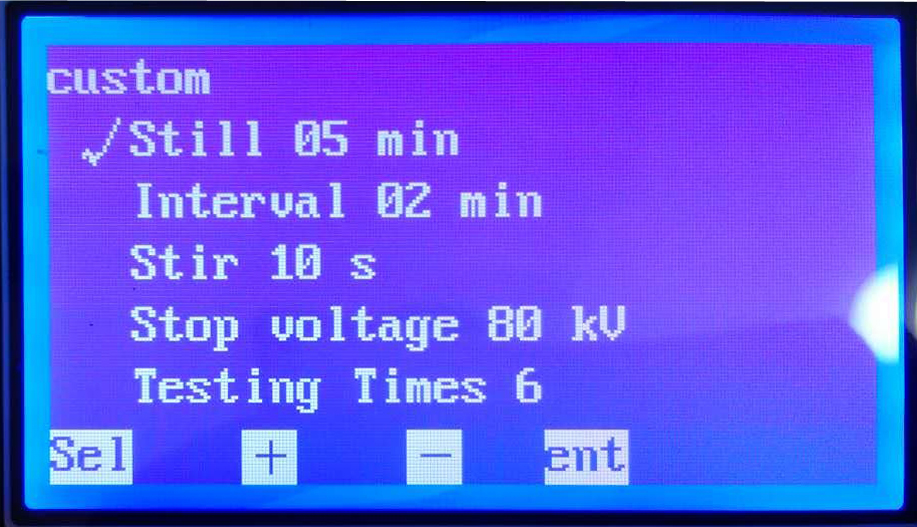 custom
✓Still 05 min
Interval 02 min
Stir 10 s
Stop voltage 80 kV
Testing Times 6
Sel + - ent